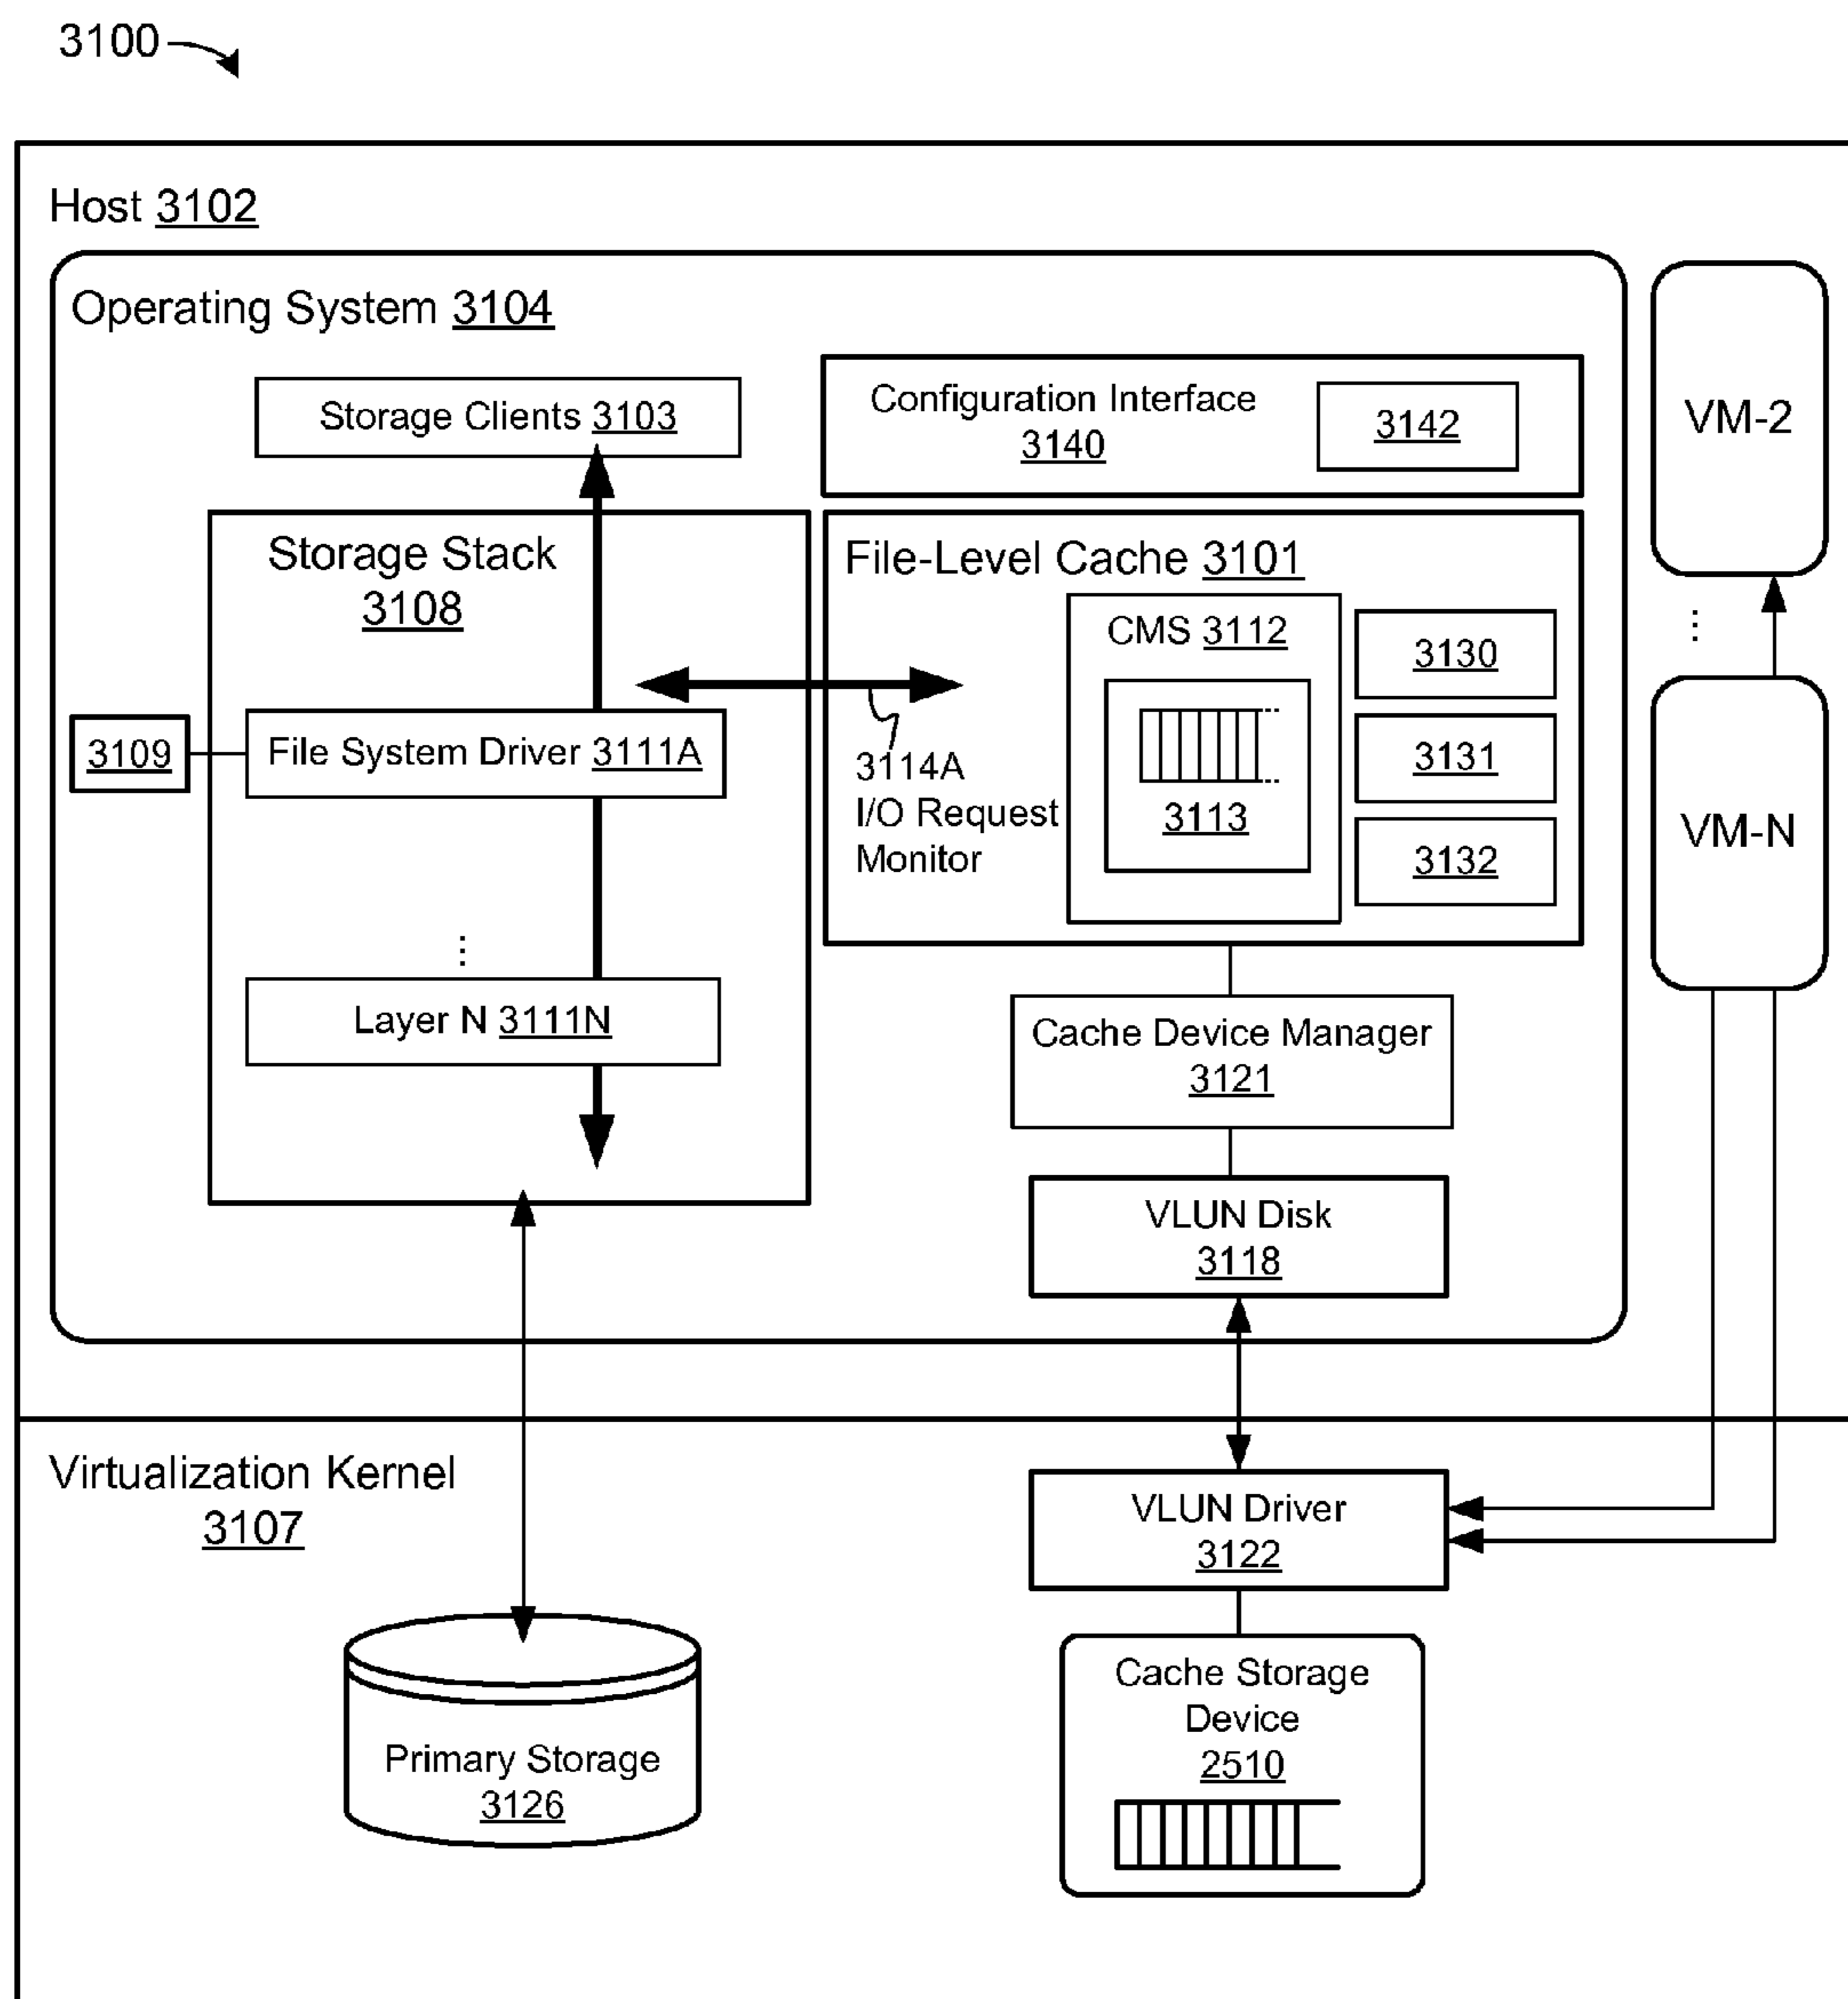 3100
Host 3102
Operating System 3104
Storage Clients 3103
Configuration Interface
3140
3142
VM-2
Storage Stack
3108
File-Level Cache 3101
CMS 3112
3113
3130
3131
3132
⋮
3109
File System Driver 3111A
3114A
I/O Request
Monitor
VM-N
⋮
Layer N 3111N
Cache Device Manager
3121
VLUN Disk
3118
Virtualization Kernel
3107
VLUN Driver
3122
Primary Storage
3126
Cache Storage
Device
2510